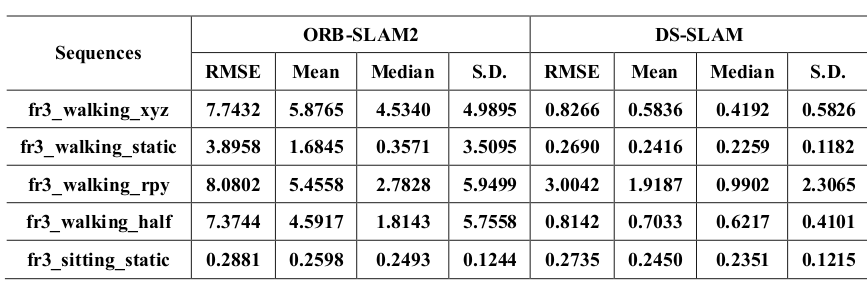 Sequences ORB-SLAM2 DS-SLAM
RMSE Mean Median S.D. RMSE Mean Median S.D.
fr3_walking_xyz 7.7432 5.8765 4.5340 4.9895 0.8266 0.5836 0.4192 0.5826
fr3_walking_static 3.8958 1.6845 0.3571 3.5095 0.2690 0.2416 0.2259 0.1182
fr3_walking_rpy 8.0802 5.4558 2.7828 5.9499 3.0042 1.9187 0.9902 2.3065
fr3_walking_half 7.3744 4.5917 1.8143 5.7558 0.8142 0.7033 0.6217 0.4101
fr3_sitting_static 0.2881 0.2598 0.2493 0.1244 0.2735 0.2450 0.2351 0.1215